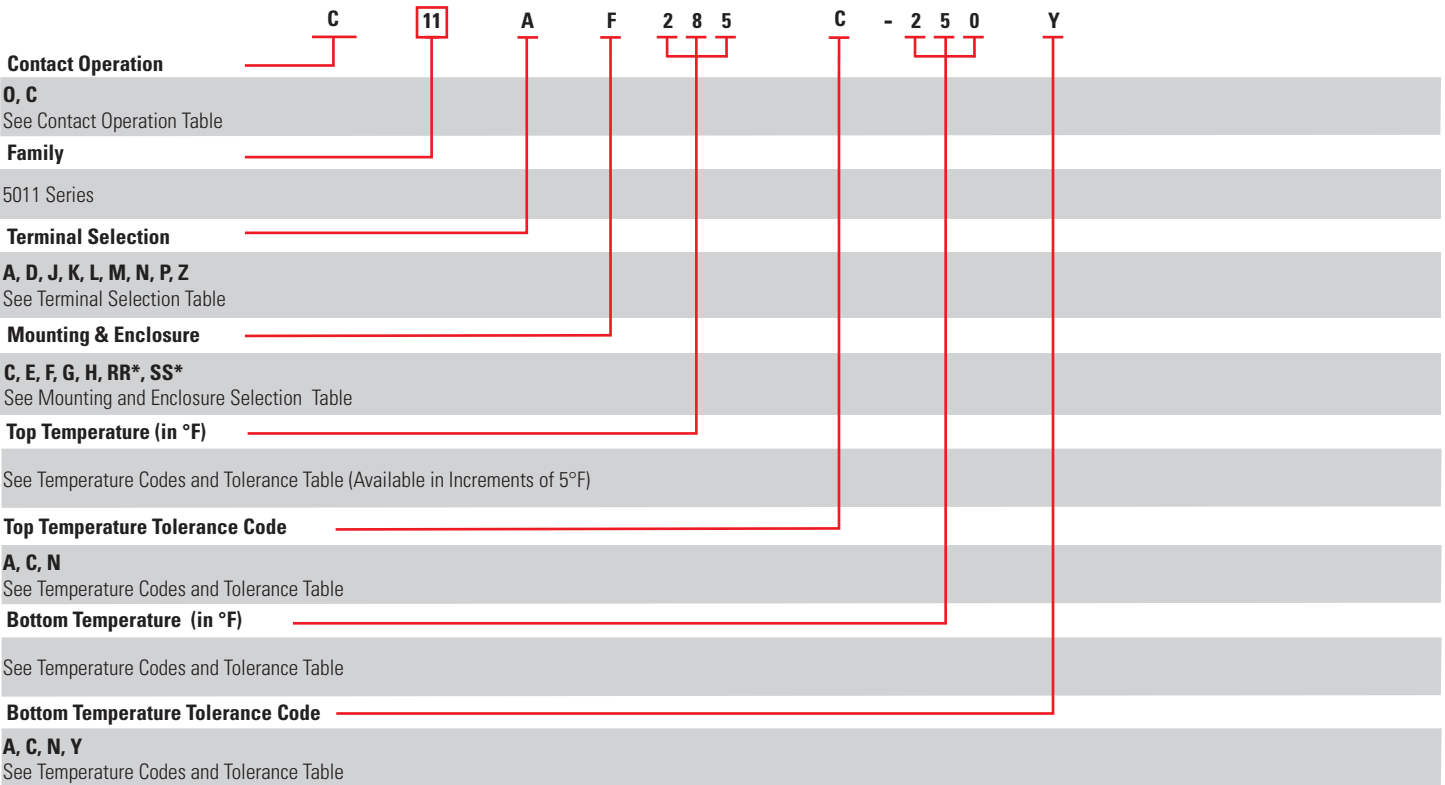 C 11 A F 2 8 5 C - 2 5 0 Y
Contact Operation
O, C
See Contact Operation Table
Family
5011 Series
Terminal Selection
A, D, J, K, L, M, N, P, Z
See Terminal Selection Table
Mounting & Enclosure
C, E, F, G, H, RR*, SS*
See Mounting and Enclosure Selection Table
Top Temperature (in °F)
See Temperature Codes and Tolerance Table (Available in Increments of 5°F)
Top Temperature Tolerance Code
A, C, N
See Temperature Codes and Tolerance Table
Bottom Temperature (in °F)
See Temperature Codes and Tolerance Table
Bottom Temperature Tolerance Code
A, C, N, Y
See Temperature Codes and Tolerance Table